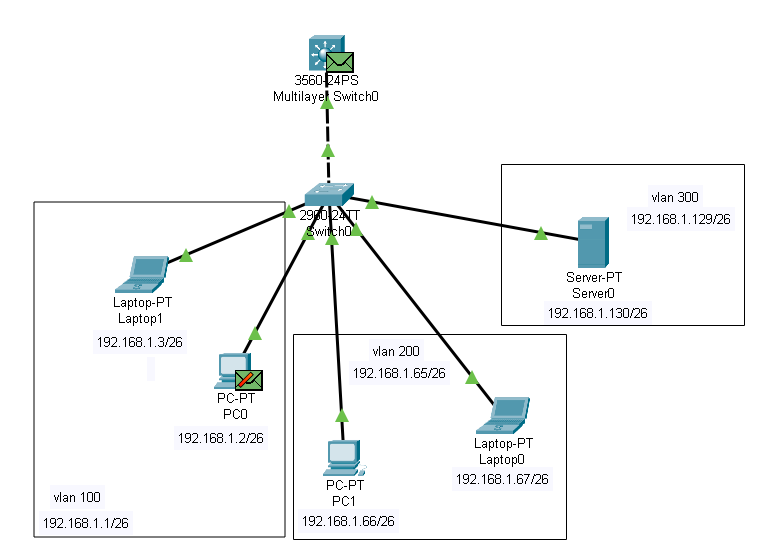 3560-24PS
Multilayer Switch0
2960-24TT
Switch0
vlan 300
192.168.1.129/26
Server-PT
Server0
192.168.1.130/26
Laptop-PT
Laptop1
192.168.1.3/26
PC-PT
PC0
192.168.1.2/26
vlan 100
192.168.1.1/26
vlan 200
192.168.1.65/26
Laptop-PT
Laptop0
192.168.1.67/26
PC-PT
PC1
192.168.1.66/26